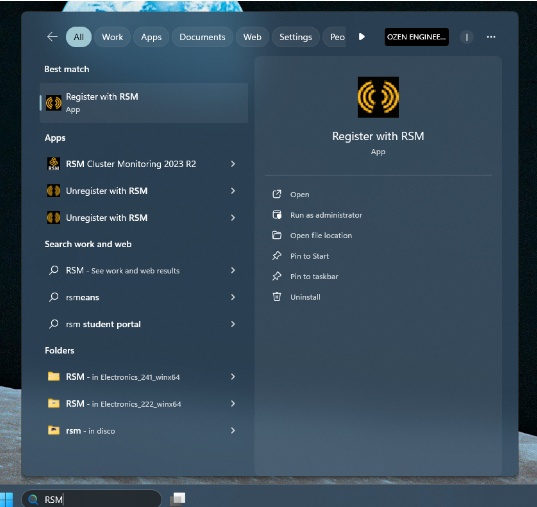 All Work Apps Documents Web Settings Peo OZEN ENGINEE... I ...
Best match
Register with RSM
App
Apps
RSM Cluster Monitoring 2023 R2
Unregister with RSM
Unregister with RSM
Search work and web
RSM - See work and web results
rsmeans
rsm student portal
Folders
RSM - in Electronics_241_winx64
RSM - in Electronics_222_winx64
rsm - in disco
Register with RSM
App
Open
Run as administrator
Open file location
Pin to Start
Pin to taskbar
Uninstall
RSM